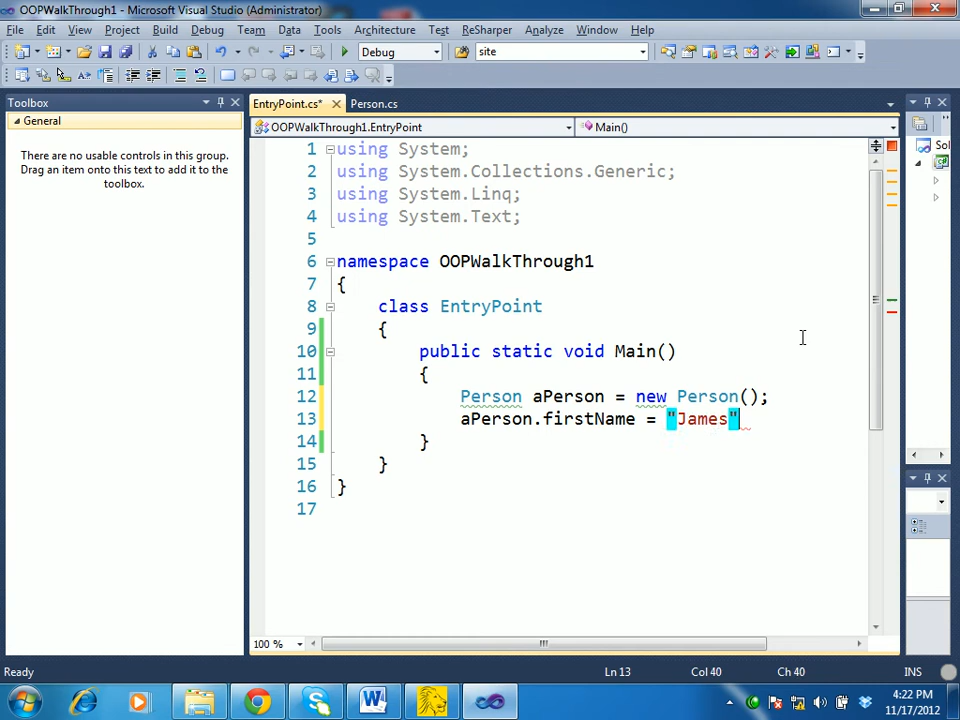 OOPWalkThrough1 - Microsoft Visual Studio (Administrator)
File Edit View Project Build Debug Team Data Tools Architecture Test ReSharper Analyze Window Help
Debug site
Toolbox
EntryPoint.cs* Person.cs
General
OOPWalkThrough1.EntryPoint Main()
There are no usable controls in this group.
Drag an item onto this text to add it to the
toolbox.
Sol
1 using System;
2 using System.Collections.Generic;
3 using System.Linq;
4 using System.Text;
5
6 namespace OOPWalkThrough1
7 {
8 class EntryPoint
9 {
10 public static void Main()
11 {
12 Person aPerson = new Person();
13 aPerson.firstName = "James"
14 }
15 }
16 }
17
100 %
Ready Ln 13 Col 40 Ch 40 INS
4:22 PM
11/17/2012